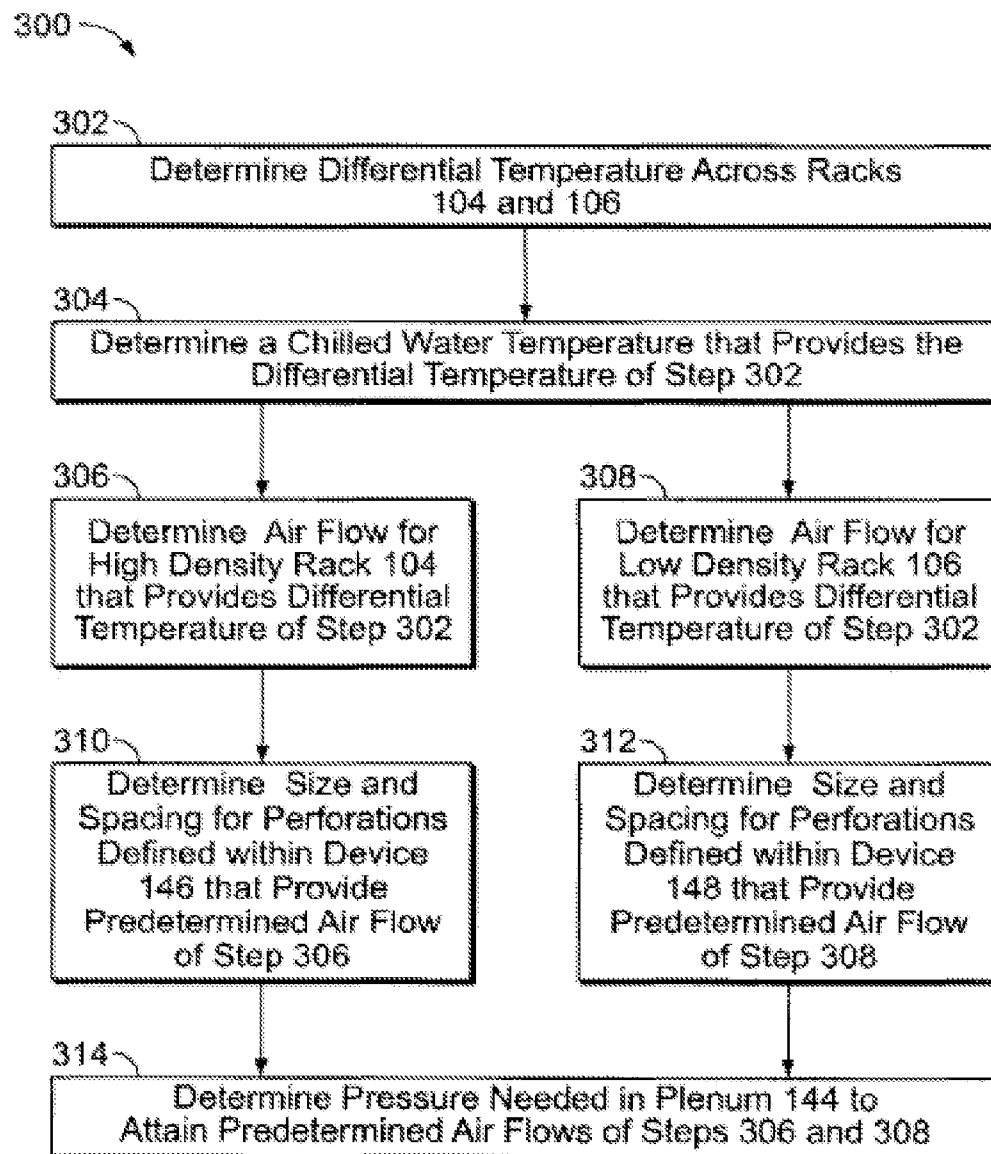 300
302
Determine Differential Temperature Across Racks
104 and 106
304
Determine a Chilled Water Temperature that Provides the
Differential Temperature of Step 302
306
Determine Air Flow for
High Density Rack 104
that Provides Differential
Temperature of Step 302
308
Determine Air Flow for
Low Density Rack 106
that Provides Differential
Temperature of Step 302
310
Determine Size and
Spacing for Perforations
Defined within Device
146 that Provide
Predetermined Air Flow
of Step 306
312
Determine Size and
Spacing for Perforations
Defined within Device
148 that Provide
Predetermined Air Flow
of Step 308
314
Determine Pressure Needed in Plenum 144 to
Attain Predetermined Air Flows of Steps 306 and 308